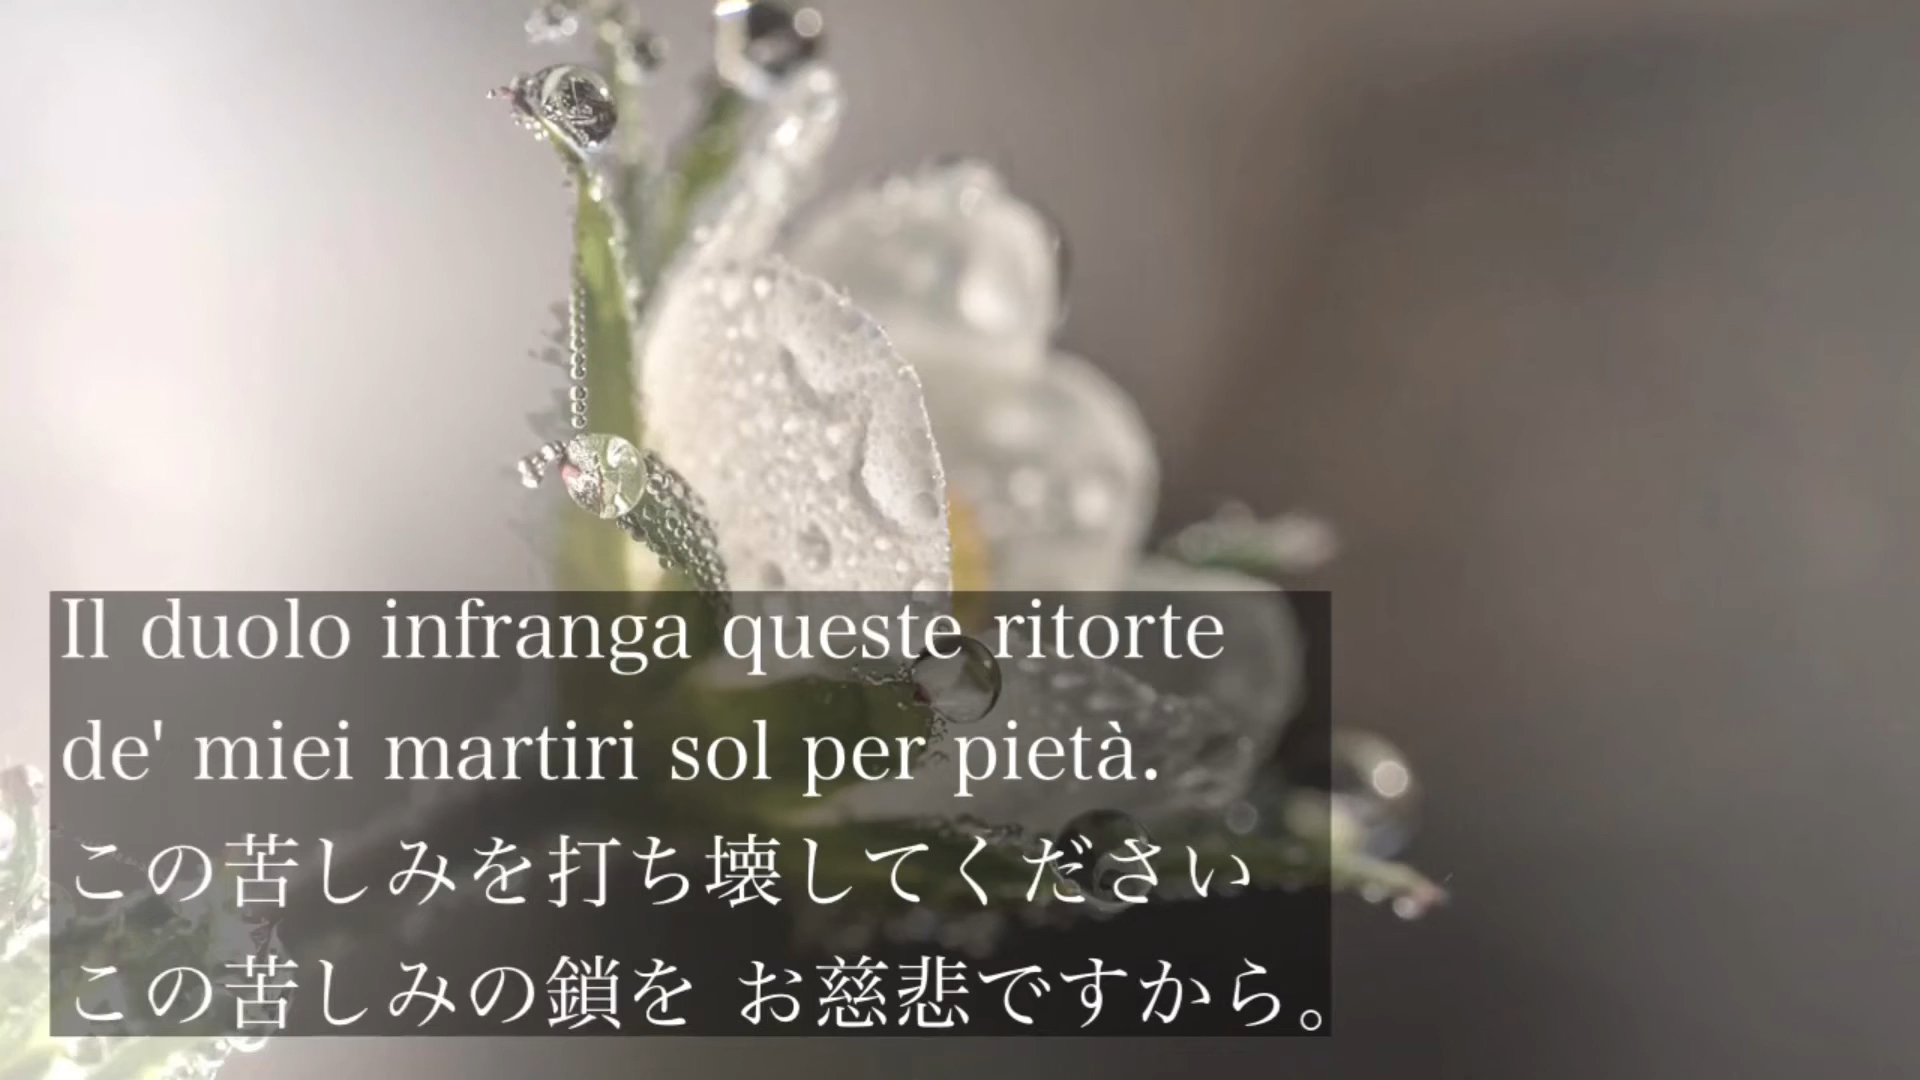 Il duolo infranga queste ritorte
de' miei martiri sol per pietà.
この苦しみを打ち壊してください
この苦しみの鎖を お慈悲ですから。